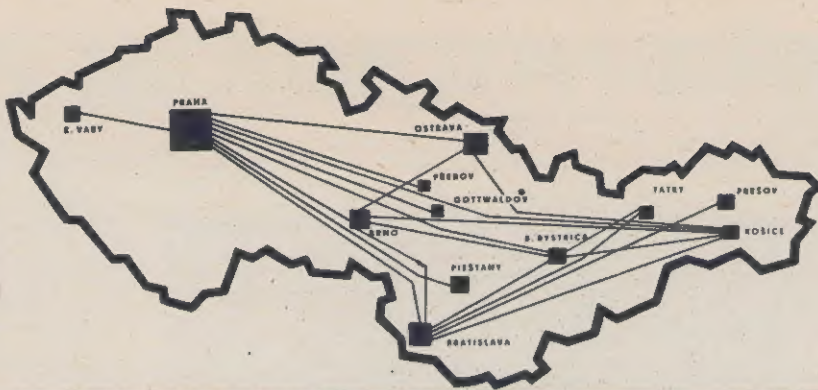 PRAHA
K. VARY
OSTRAVA
PŘEROV
GOTTWALDOV
TATRY
PREŠOV
BRNO
B. BYSTRICA
KOŠICE
PIEŠŤANY
BRATISLAVA